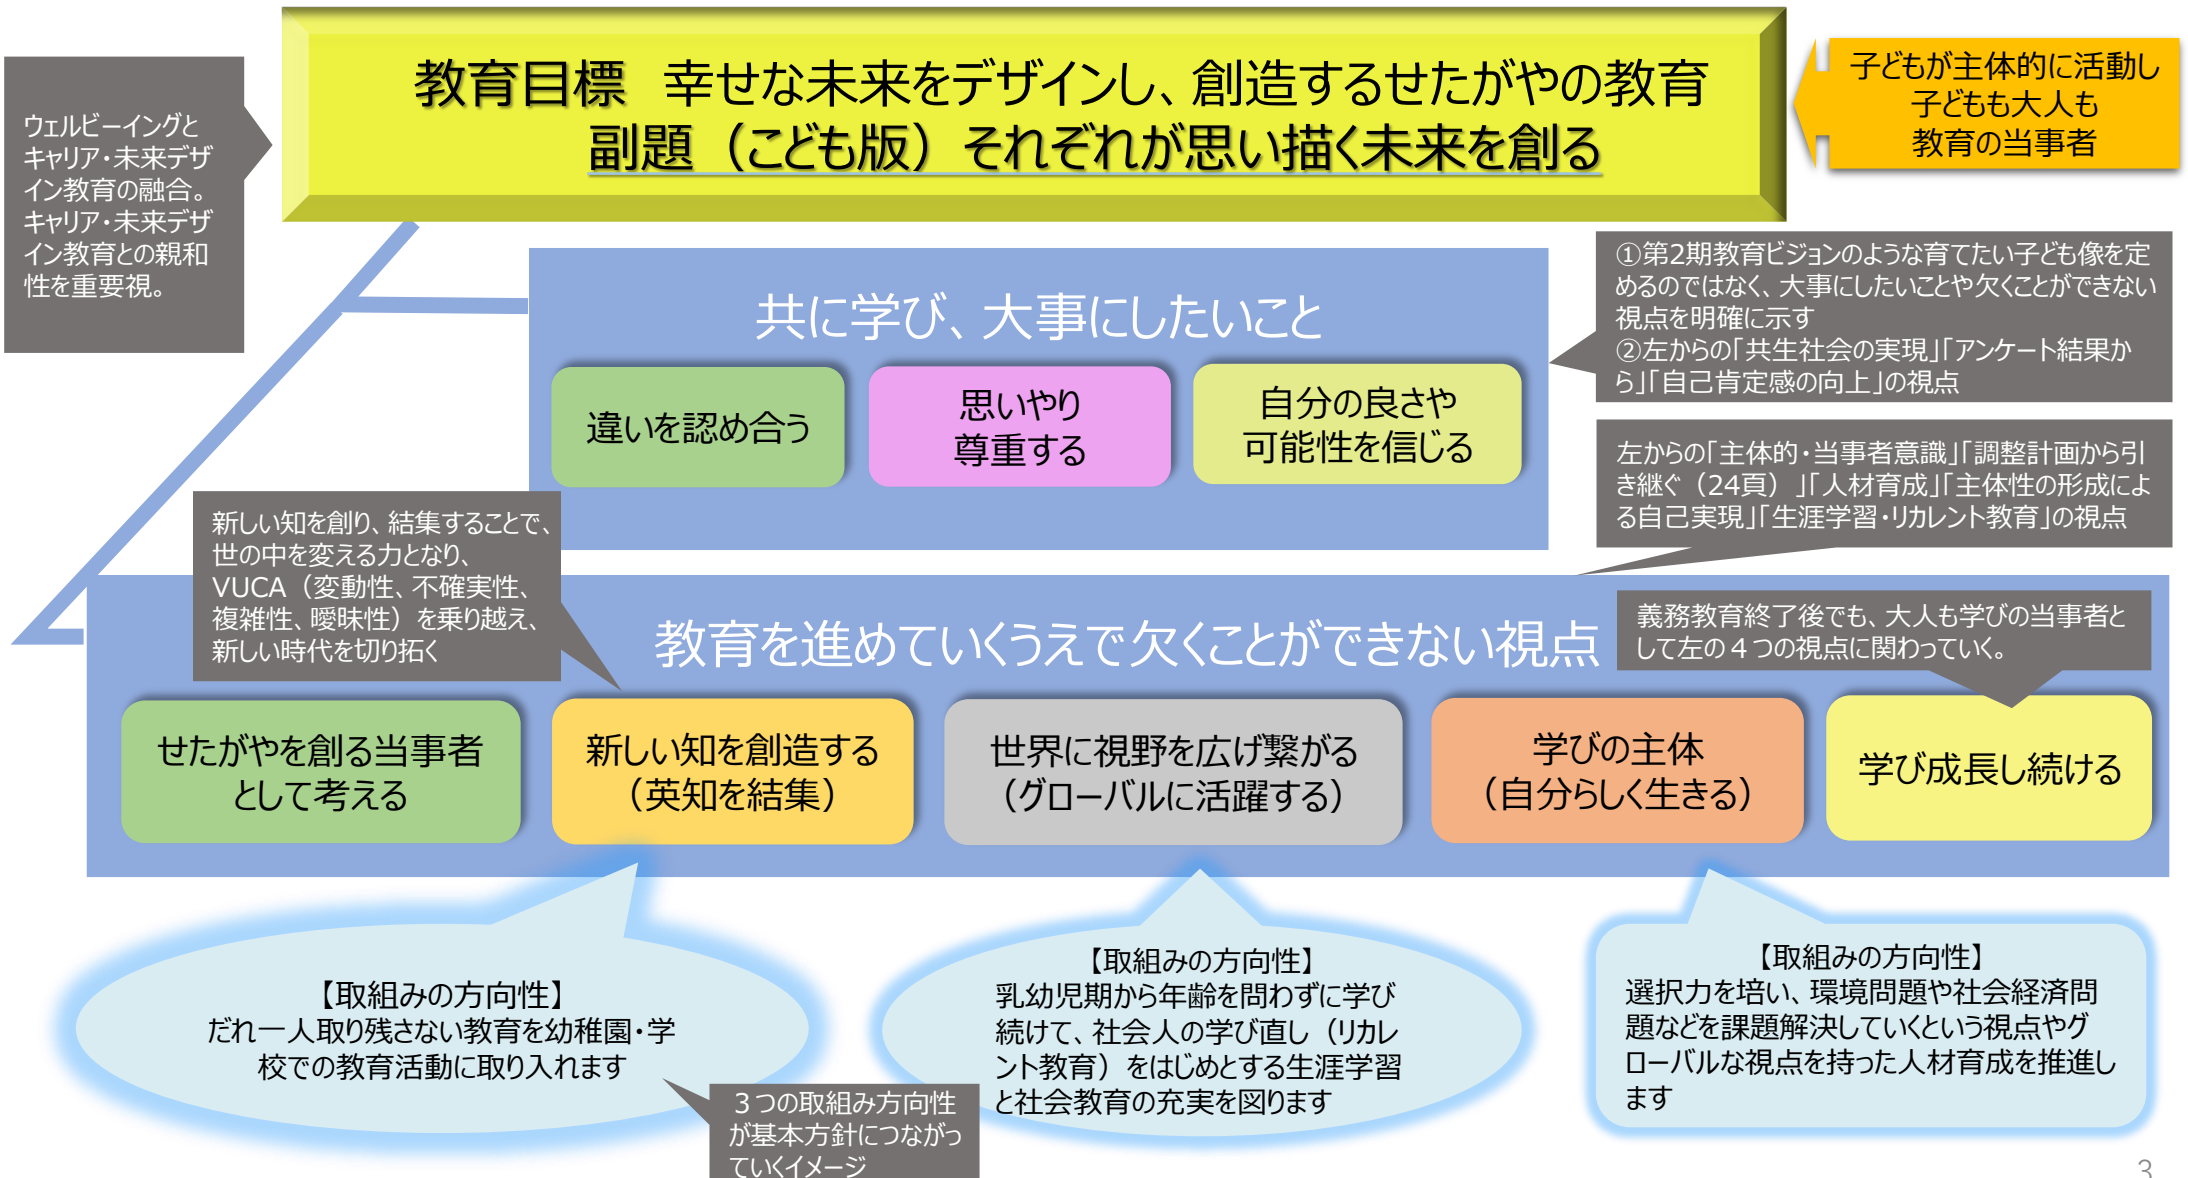 教育目標　幸せな未来をデザインし、創造するせたがやの教育
副題（こども版）それぞれが思い描く未来を創る
子どもが主体的に活動し
子どもも大人も
教育の当事者
ウェルビーイングと
キャリア・未来デザ
イン教育の融合。
キャリア・未来デザ
イン教育との親和
性を重要視。
共に学び、大事にしたいこと
違いを認め合う
思いやり
尊重する
自分の良さや
可能性を信じる
①第2期教育ビジョンのような育てたい子ども像を定
めるのではなく、大事にしたいことや欠くことができない
視点を明確に示す
②左からの「共生社会の実現」「アンケート結果か
ら」「自己肯定感の向上」の視点
左からの「主体的・当事者意識」「調整計画から引
き継ぐ（24頁）」「人材育成」「主体性の形成によ
る自己実現」「生涯学習・リカレント教育」の視点
新しい知を創り、結集することで、
世の中を変える力となり、
VUCA（変動性、不確実性、
複雑性、曖昧性）を乗り越え、
新しい時代を切り拓く
教育を進めていくうえで欠くことができない視点
義務教育終了後でも、大人も学びの当事者と
して左の４つの視点に関わっていく。
せたがやを創る当事者
として考える
新しい知を創造する
（英知を結集）
世界に視野を広げ繋がる
（グローバルに活躍する）
学びの主体
（自分らしく生きる）
学び成長し続ける
【取組みの方向性】
だれ一人取り残さない教育を幼稚園・学
校での教育活動に取り入れます
【取組みの方向性】
乳幼児期から年齢を問わずに学び
続けて、社会人の学び直し（リカレ
ント教育）をはじめとする生涯学習
と社会教育の充実を図ります
【取組みの方向性】
選択力を培い、環境問題や社会経済問
題などを課題解決していくという視点やグ
ローバルな視点を持った人材育成を推進し
ます
３つの取組み方向性
が基本方針につながっ
ていくイメージ
3